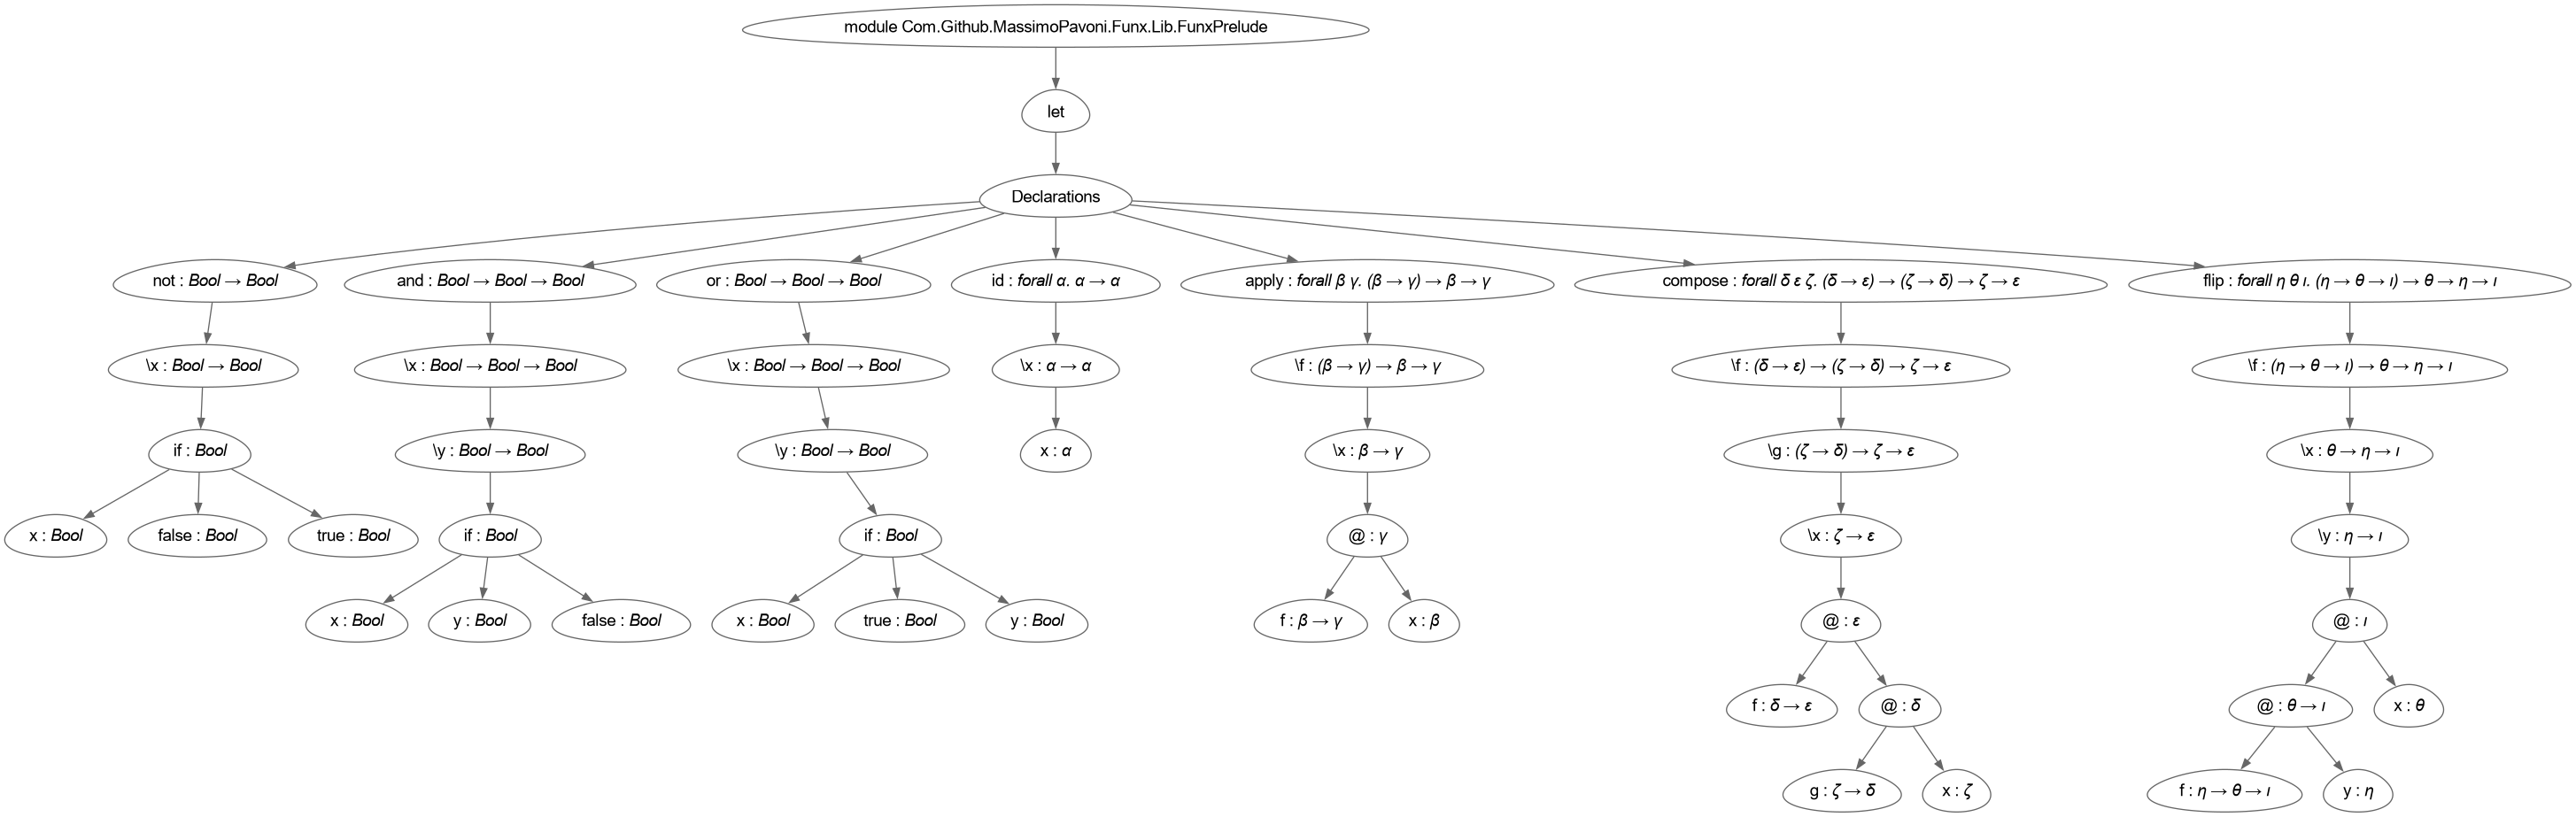 module Com.Github.MassimoPavoni.Funx.Lib.FunxPrelude
let
Declarations
not : Bool → Bool
and : Bool → Bool → Bool
or : Bool → Bool → Bool
id : forall α. α → α
apply : forall β γ. (β → γ) → β → γ
compose : forall δ ε ζ. (δ → ε) → (ζ → δ) → ζ → ε
flip : forall η θ ι. (η → θ → ι) → θ → η → ι
\x : Bool → Bool
\x : Bool → Bool → Bool
\x : Bool → Bool → Bool
\x : α → α
\f : (β → γ) → β → γ
\f : (δ → ε) → (ζ → δ) → ζ → ε
\f : (η → θ → ι) → θ → η → ι
if : Bool
\y : Bool → Bool
\y : Bool → Bool
x : α
\x : β → γ
\g : (ζ → δ) → ζ → ε
\x : θ → η → ι
x : Bool
false : Bool
true : Bool
if : Bool
if : Bool
@ : γ
\x : ζ → ε
\y : η → ι
x : Bool
y : Bool
false : Bool
x : Bool
true : Bool
y : Bool
f : β → γ
x : β
@ : ε
@ : ι
f : δ → ε
@ : δ
@ : θ → ι
x : θ
g : ζ → δ
x : ζ
f : η → θ → ι
y : η